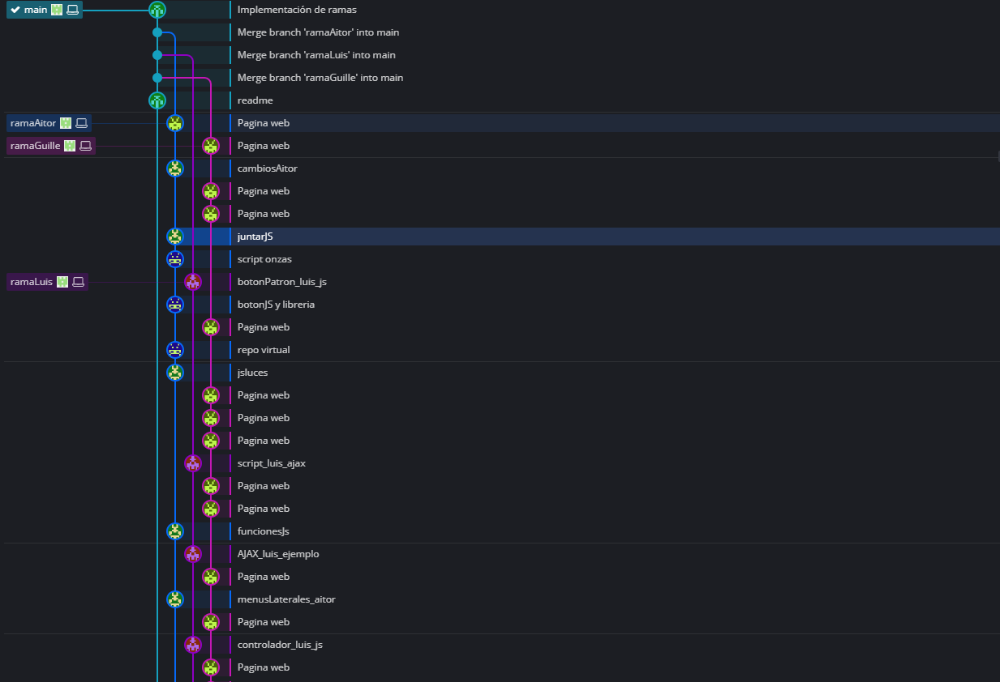 main Implementación de ramas
Merge branch 'ramaAitor' into main
Merge branch 'ramaLuis' into main
Merge branch 'ramaGuille' into main
readme
ramaAitor Pagina web
ramaGuille Pagina web
cambiosAitor
Pagina web
Pagina web
juntarJS
script onzas
ramaLuis botonPatron_luis_js
botonJS y libreria
Pagina web
repo virtual
jsluces
Pagina web
Pagina web
Pagina web
script_luis_ajax
Pagina web
Pagina web
funcionesJs
AJAX_luis_ejemplo
Pagina web
menusLaterales_aitor
Pagina web
controlador_luis_js
Pagina web